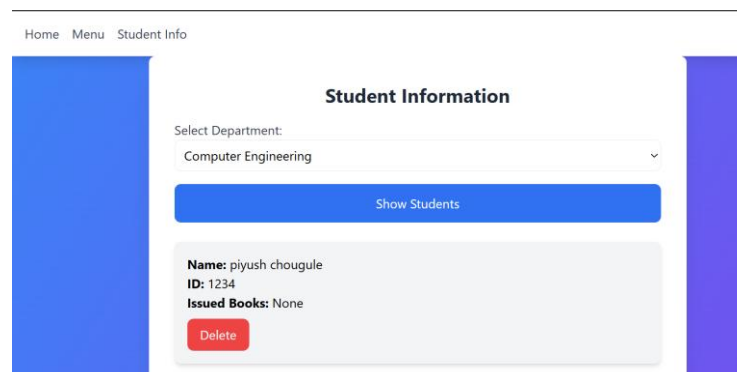 Home Menu Student Info
Student Information
Select Department:
Computer Engineering
Show Students
Name: piyush chougule
ID: 1234
Issued Books: None
Delete